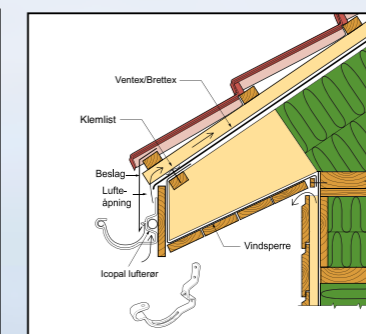 Ventex/Brettex
Klemlist
Beslag
Lufte-
åpning
Vindsperre
Icopal lufterør